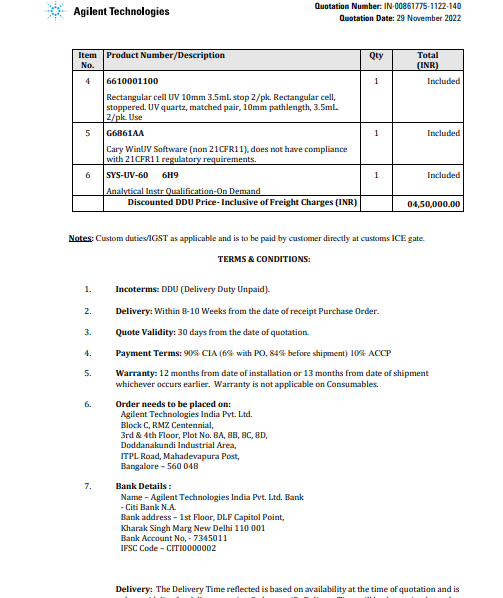 Agilent Technologies
Quotation Number: IN-00861775-1122-140
Quotation Date: 29 November 2022
Item No. Product Number/Description Qty Total (INR)
4 6610001100 1 Included
Rectangular cell UV 10mm 3.5mL stop 2/pk. Rectangular cell,
stoppered. UV quartz, matched pair, 10mm pathlength, 3.5mL.
2/pk. Use
5 G6861AA 1 Included
Cary WinUV Software (non 21CFR11), does not have compliance
with 21CFR11 regulatory requirements.
6 SYS-UV-60 6H9 1 Included
Analytical Instr Qualification-On Demand
Discounted DDU Price- Inclusive of Freight Charges (INR) 04,50,000.00
Notes: Custom duties/IGST as applicable and is to be paid by customer directly at customs ICE gate.
TERMS & CONDITIONS:
1. Incoterms: DDU (Delivery Duty Unpaid).
2. Delivery: Within 8-10 Weeks from the date of receipt Purchase Order.
3. Quote Validity: 30 days from the date of quotation.
4. Payment Terms: 90% CIA (6% with PO, 84% before shipment) 10% ACCP
5. Warranty: 12 months from date of installation or 13 months from date of shipment
whichever occurs earlier. Warranty is not applicable on Consumables.
6. Order needs to be placed on:
Agilent Technologies India Pvt. Ltd.
Block C, RMZ Centennial,
3rd & 4th Floor, Plot No. 8A, 8B, 8C, 8D,
Doddanakundi Industrial Area,
ITPL Road, Mahadevapura Post,
Bangalore – 560 048
7. Bank Details :
Name – Agilent Technologies India Pvt. Ltd. Bank
- Citi Bank N.A.
Bank address – 1st Floor, DLF Capitol Point,
Kharak Singh Marg New Delhi 110 001
Bank Account No, - 7345011
IFSC Code – CITI0000002
Delivery: The Delivery Time reflected is based on availability at the time of quotation and is